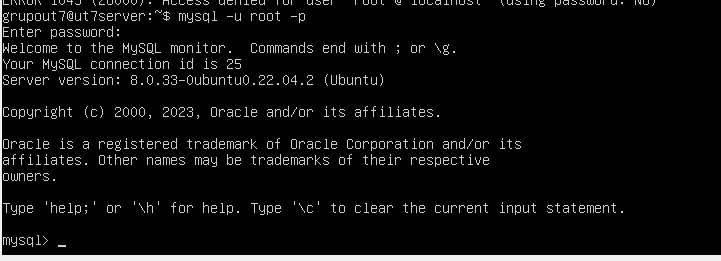 ERROR 1045 (28000): Access denied for user 'root'@'localhost' (using password: NO)
grupout7@ut7server:~$ mysql -u root -p
Enter password:
Welcome to the MySQL monitor.  Commands end with ; or \g.
Your MySQL connection id is 25
Server version: 8.0.33-0ubuntu0.22.04.2 (Ubuntu)
Copyright (c) 2000, 2023, Oracle and/or its affiliates.
Oracle is a registered trademark of Oracle Corporation and/or its
affiliates. Other names may be trademarks of their respective
owners.
Type 'help;' or '\h' for help. Type '\c' to clear the current input statement.
mysql> _